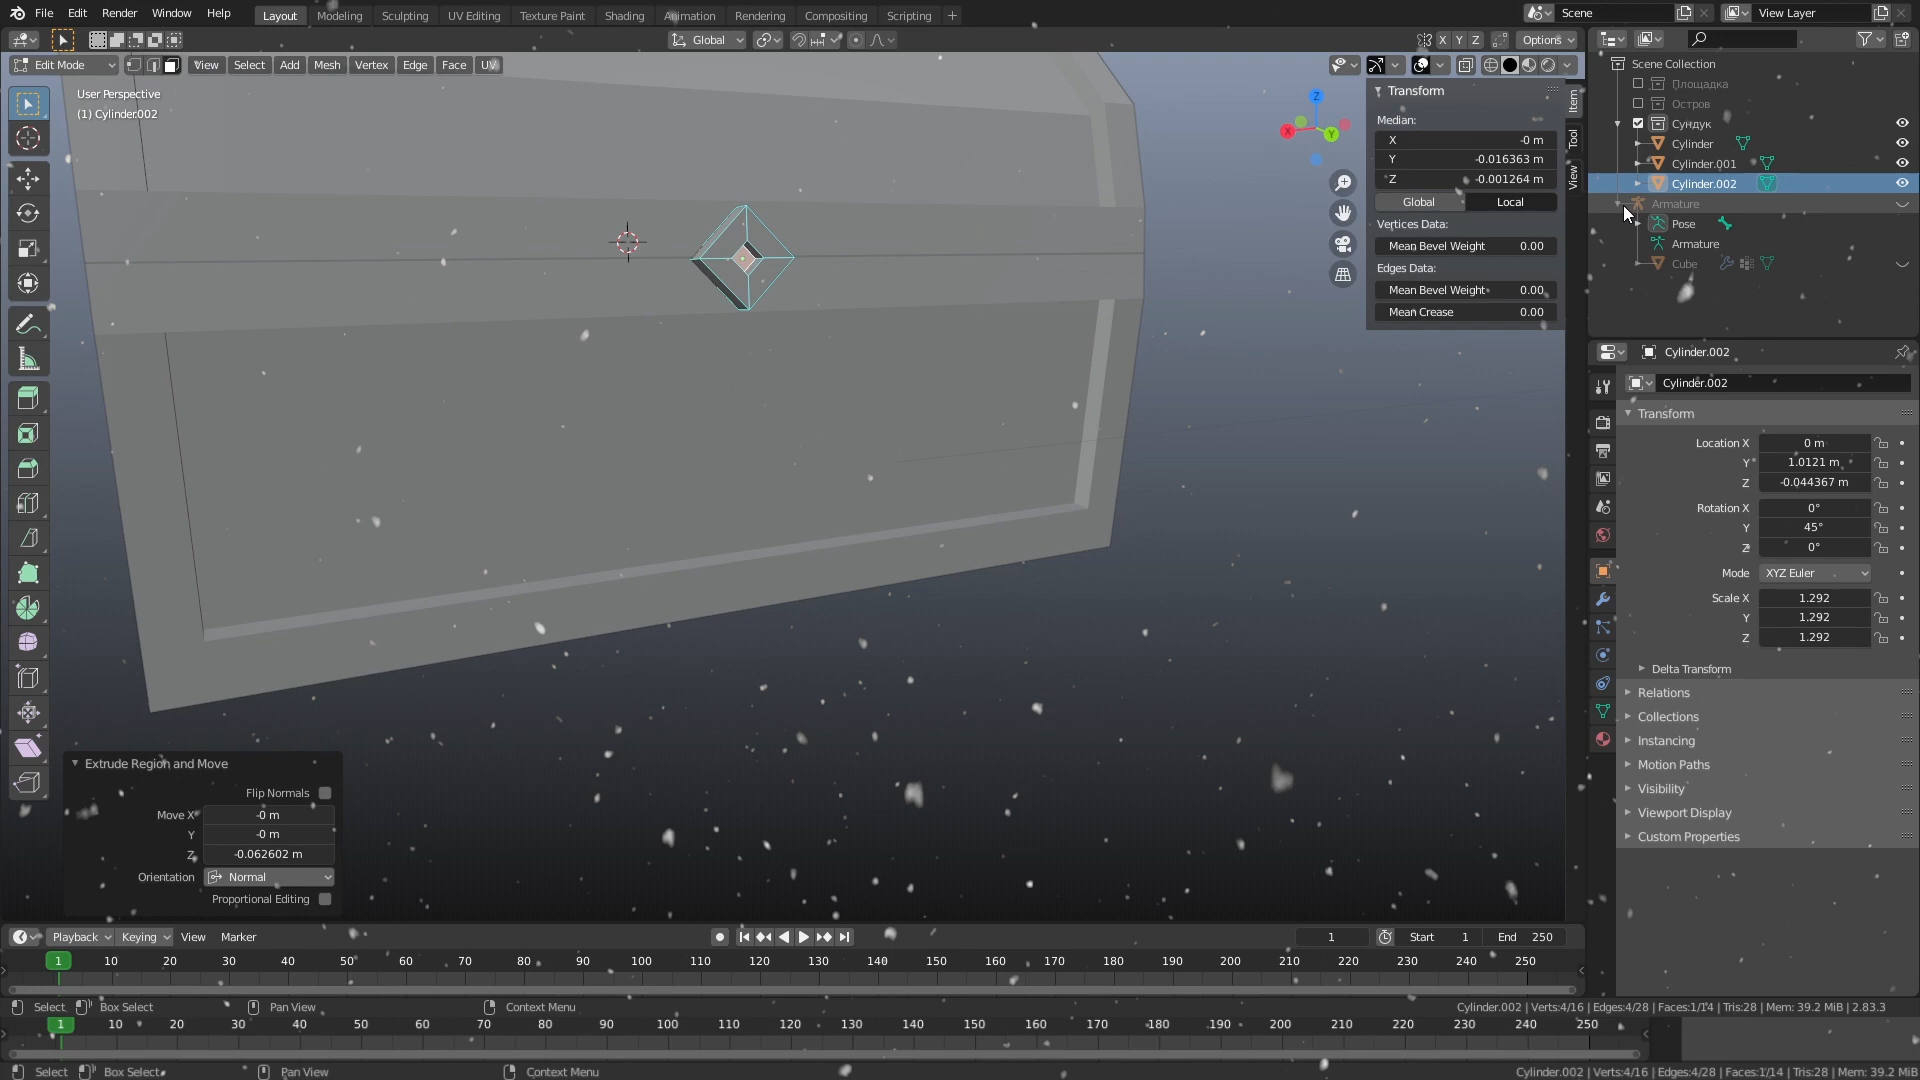 File Edit Render Window Help Layout Modeling Sculpting UV Editing Texture Paint Shading Animation Rendering Compositing Scripting + Scene View Layer
Global X Y Z Options
Edit Mode View Select Add Mesh Vertex Edge Face UV
User Perspective
(1) Cylinder.002
Z
X
Y
Transform
Median:
X -0 m
Y -0.016363 m
Z -0.001264 m
Global Local
Vertices Data:
Mean Bevel Weight 0.00
Edges Data:
Mean Bevel Weight 0.00
Mean Crease 0.00
Item
Tool
View
Scene Collection
Площадка
Остров
Сундук
Cylinder
Cylinder.001
Cylinder.002
Armature
Pose
Armature
Cube
Cylinder.002
Cylinder.002
Transform
Location X 0 m
Y 1.0121 m
Z -0.044367 m
Rotation X 0°
Y 45°
Z 0°
Mode XYZ Euler
Scale X 1.292
Y 1.292
Z 1.292
Delta Transform
Relations
Collections
Instancing
Motion Paths
Visibility
Viewport Display
Custom Properties
Extrude Region and Move
Flip Normals
Move X -0 m
Y -0 m
Z -0.062602 m
Orientation Normal
Proportional Editing
Playback Keying View Marker 1 Start 1 End 250
1 10 20 30 40 50 60 70 80 90 100 110 120 130 140 150 160 170 180 190 200 210 220 230 240 250
Select Box Select Pan View Context Menu Cylinder.002 | Verts:4/16 | Edges:4/28 | Faces:1/14 | Tris:28 | Mem: 39.2 MiB | 2.83.3
1 10 20 30 40 50 60 70 80 90 100 110 120 130 140 150 160 170 180 190 200 210 220 230 240 250
Select Box Select Pan View Context Menu Cylinder.002 | Verts:4/16 | Edges:4/28 | Faces:1/14 | Tris:28 | Mem: 39.2 MiB